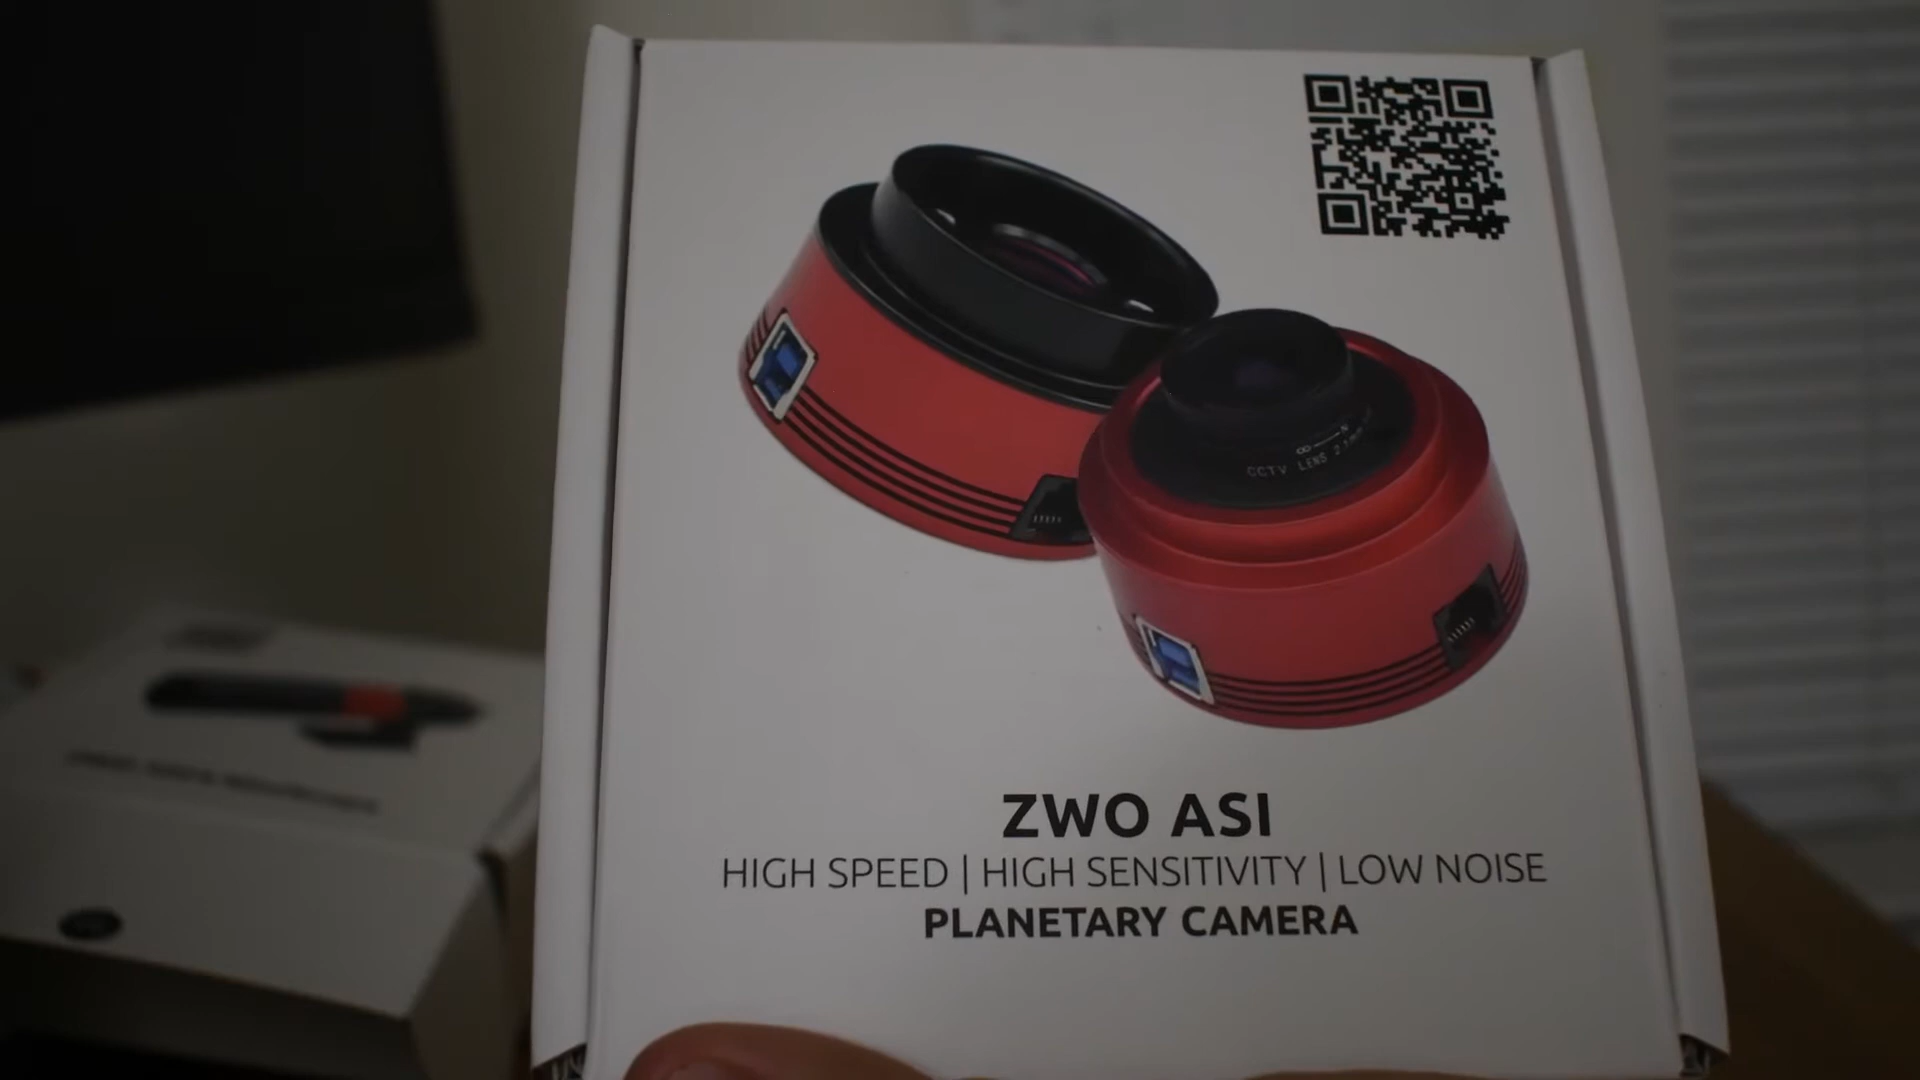 CCTV LENS
ZWO ASI
HIGH SPEED | HIGH SENSITIVITY | LOW NOISE
PLANETARY CAMERA